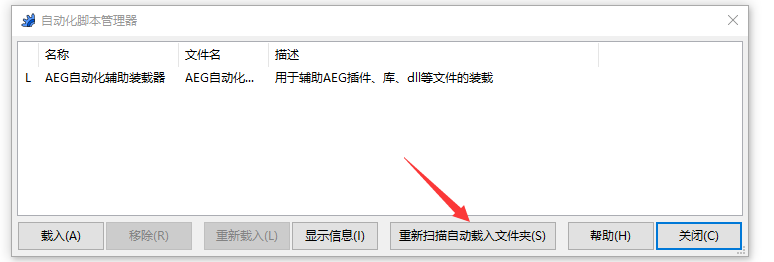 自动化脚本管理器
名称 文件名 描述
L AEG自动化辅助装载器 AEG自动化... 用于辅助AEG插件、库、dll等文件的装载
载入(A) 移除(R) 重新载入(L) 显示信息(I) 重新扫描自动载入文件夹(S) 帮助(H) 关闭(C)